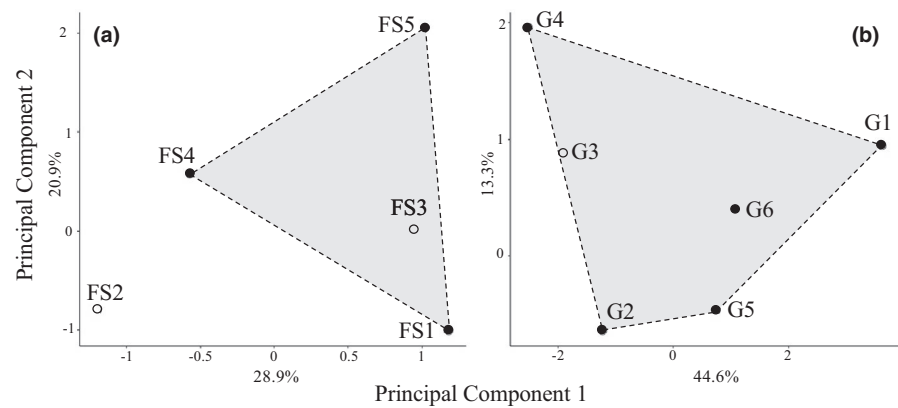 (a)
FS5
FS4
FS3
FS2
FS1
2
1
0
-1
-1
-0.5
0
0.5
1
20.9%
28.9%
Principal Component 2
(b)
G4
G1
G3
G6
G5
G2
2
1
0
-2
0
2
13.3%
44.6%
Principal Component 1